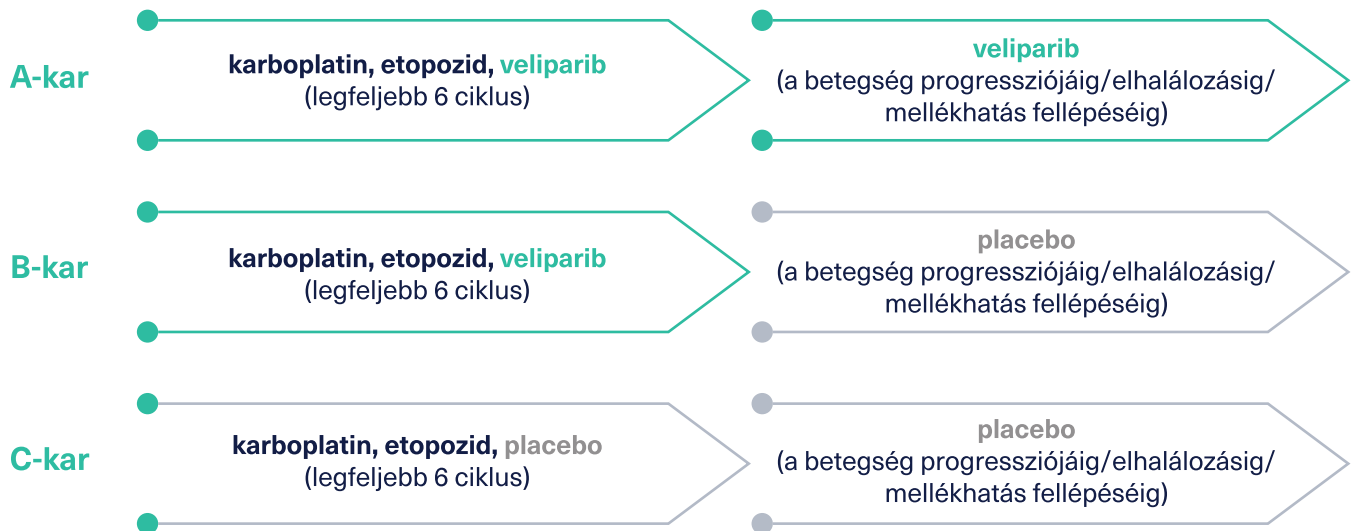 A-kar
karboplatin, etopozid, veliparib
(legfeljebb 6 ciklus)
veliparib
(a betegség progressziójáig/elhalálozásig/
mellékhatás fellépéséig)
B-kar
karboplatin, etopozid, veliparib
(legfeljebb 6 ciklus)
placebo
(a betegség progressziójáig/elhalálozásig/
mellékhatás fellépéséig)
C-kar
karboplatin, etopozid, placebo
(legfeljebb 6 ciklus)
placebo
(a betegség progressziójáig/elhalálozásig/
mellékhatás fellépéséig)